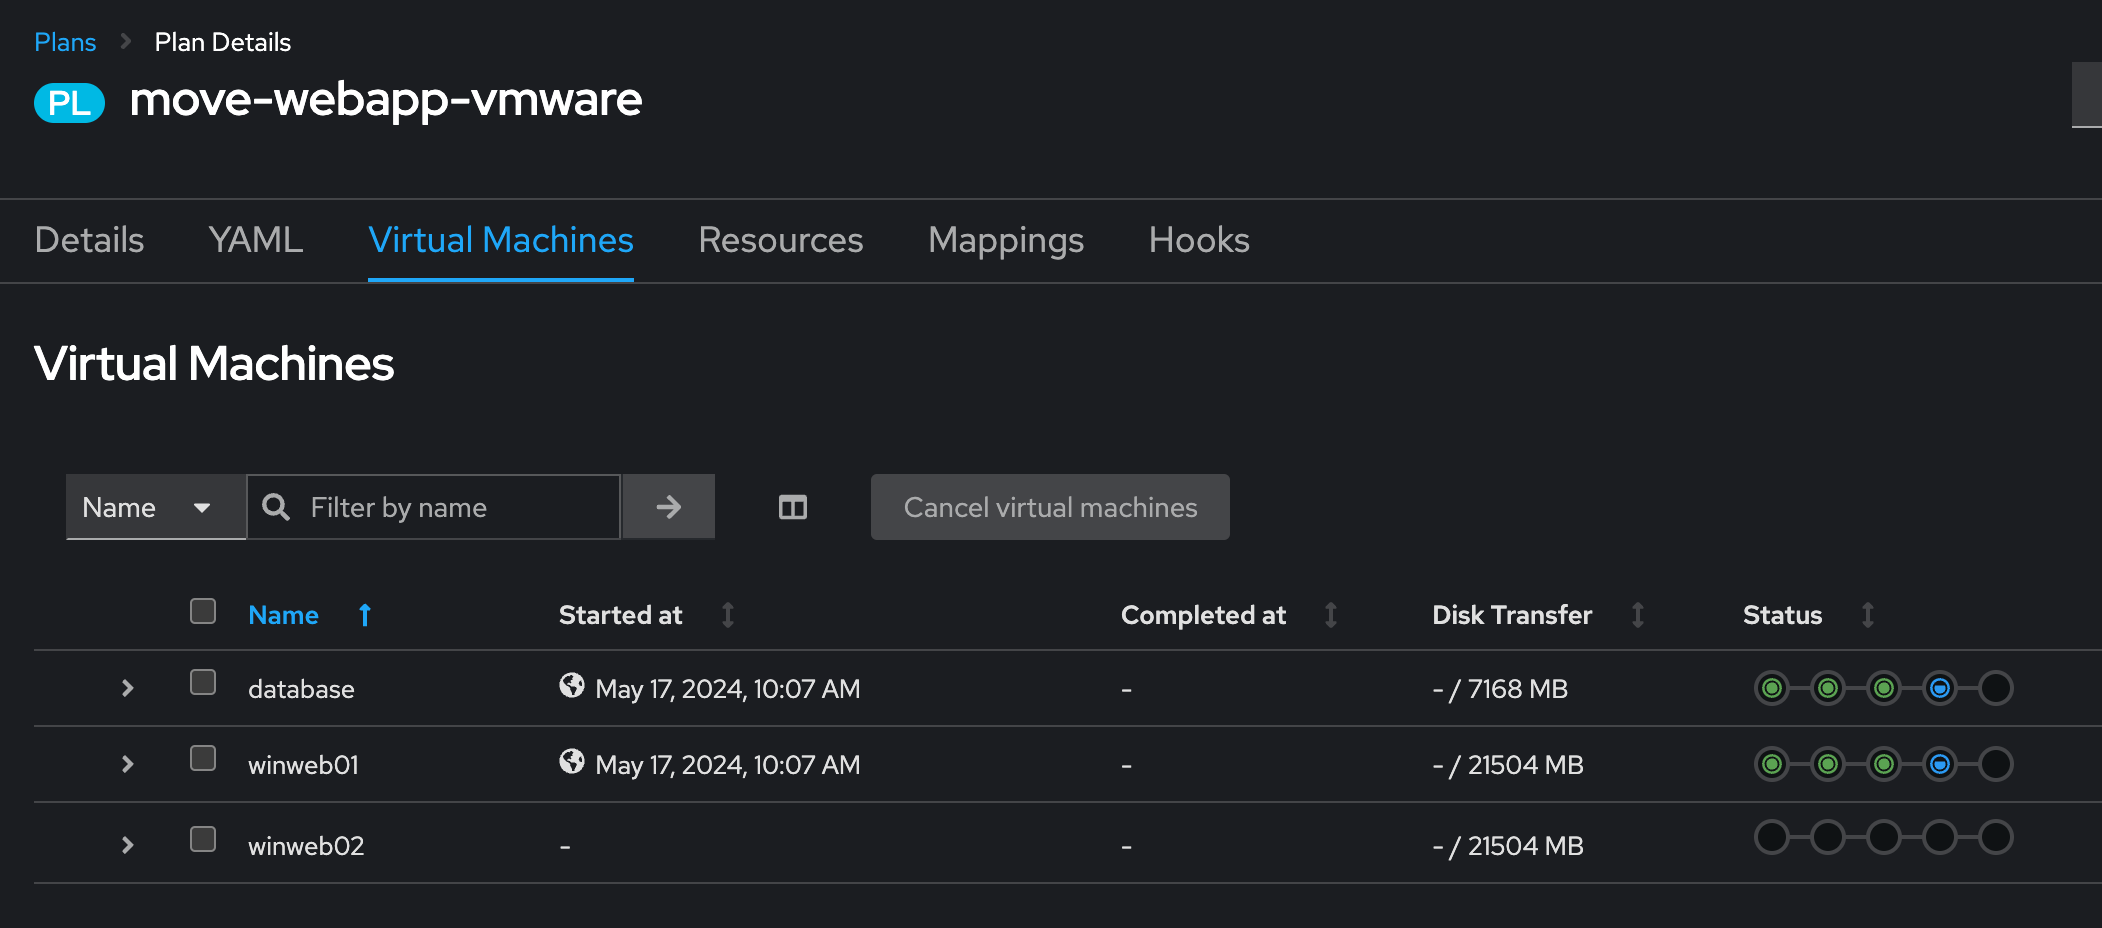 Plans > Plan Details
PL move-webapp-vmware
Details YAML Virtual Machines Resources Mappings Hooks
Virtual Machines
Name Filter by name Cancel virtual machines
Name Started at Completed at Disk Transfer Status
database May 17, 2024, 10:07 AM - - / 7168 MB
winweb01 May 17, 2024, 10:07 AM - - / 21504 MB
winweb02 - - - / 21504 MB